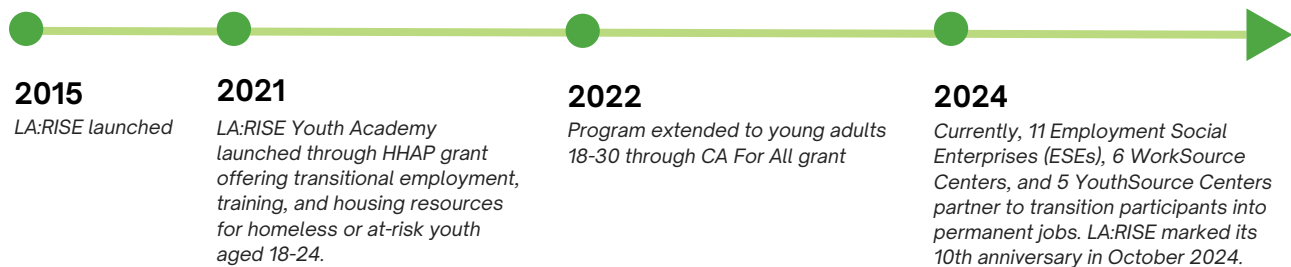 2015
LA:RISE launched
2021
LA:RISE Youth Academy
launched through HHAP grant
offering transitional employment,
training, and housing resources
for homeless or at-risk youth
aged 18-24.
2022
Program extended to young adults
18-30 through CA For All grant
2024
Currently, 11 Employment Social
Enterprises (ESEs), 6 WorkSource
Centers, and 5 YouthSource Centers
partner to transition participants into
permanent jobs. LA:RISE marked its
10th anniversary in October 2024.